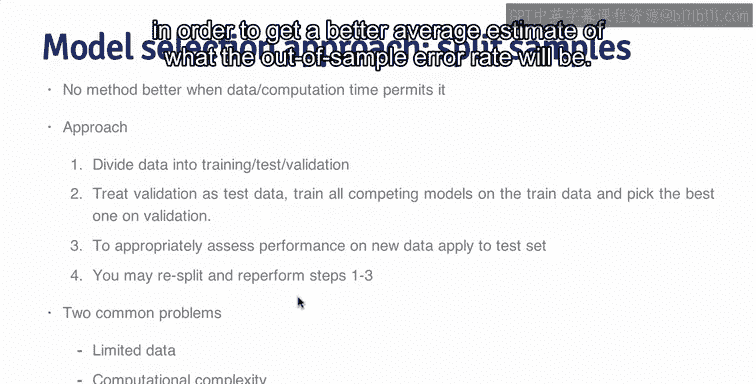 in order to get a better average estimate of
Model selection approach: split samples
what the out-of-sample error rate will be.
· No method better when data/computation time permits it
· Approach
1. Divide data into training/test/validation
2. Treat validation as test data, train all competing models on the train data and pick the best
one on validation.
3. To appropriately assess performance on new data apply to test set
4. You may re-split and reperform steps 1-3
· Two common problems
- Limited data
- Computational complexity